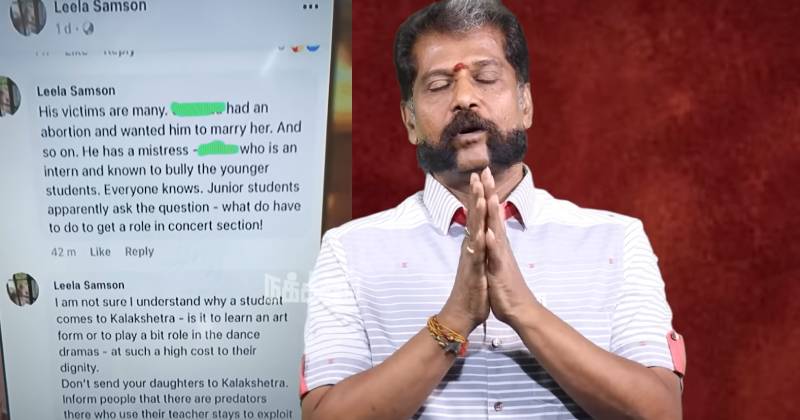 Leela Samson
1 d ·
Leela Samson
His victims are many. had an
abortion and wanted him to marry her. And
so on. He has a mistress - who is an
intern and known to bully the younger
students. Everyone knows. Junior students
apparently ask the question - what do have
to do to get a role in concert section!
42 m Like Reply
Leela Samson
I am not sure I understand why a student
comes to Kalakshetra - is it to learn an art
form or to play a bit role in the dance
dramas - at such a high cost to their
dignity.
Don't send your daughters to Kalakshetra.
Inform people that there are predators
there who use their teacher stays to exploit